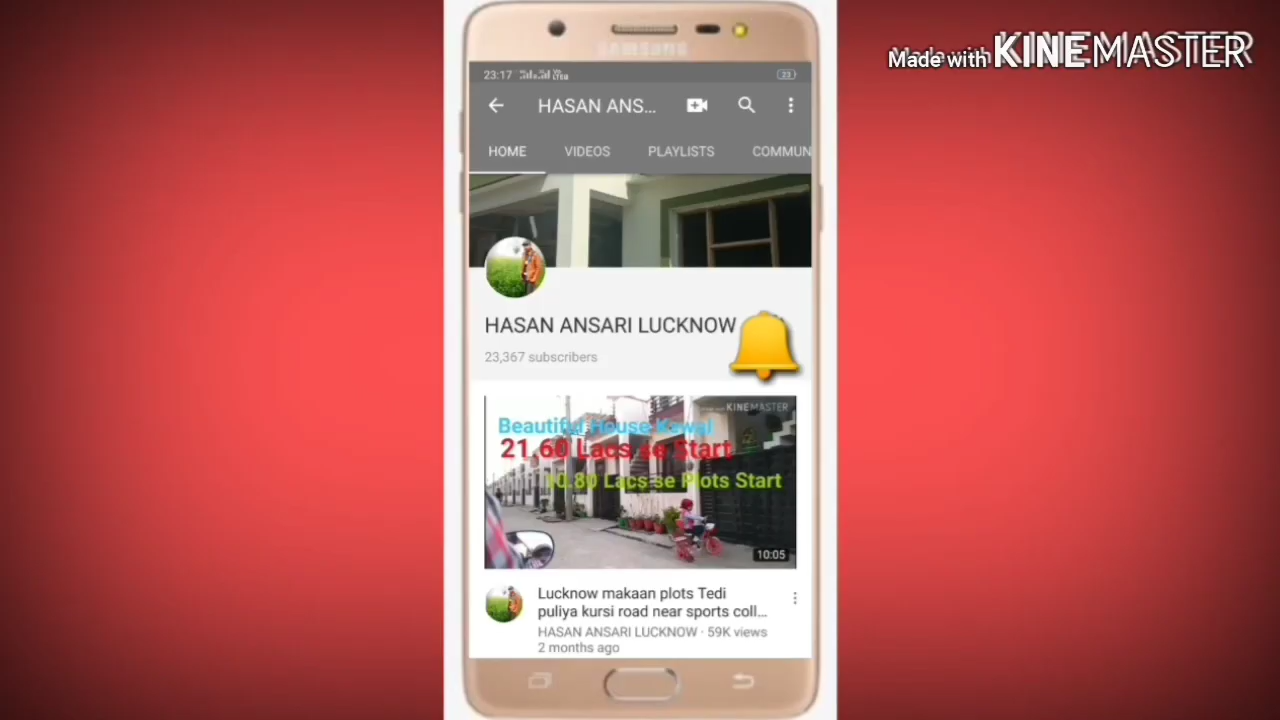 Made with KINEMASTER
SAMSUNG
23:17
23
HASAN ANS...
HOME VIDEOS PLAYLISTS COMMUN
HASAN ANSARI LUCKNOW
23,367 subscribers
KINEMASTER
Beautiful House
21.60 Lacs se Start
10.80 Lacs se Plots Start
10:05
Lucknow makaan plots Tedi
puliya kursi road near sports coll...
HASAN ANSARI LUCKNOW · 59K views
2 months ago